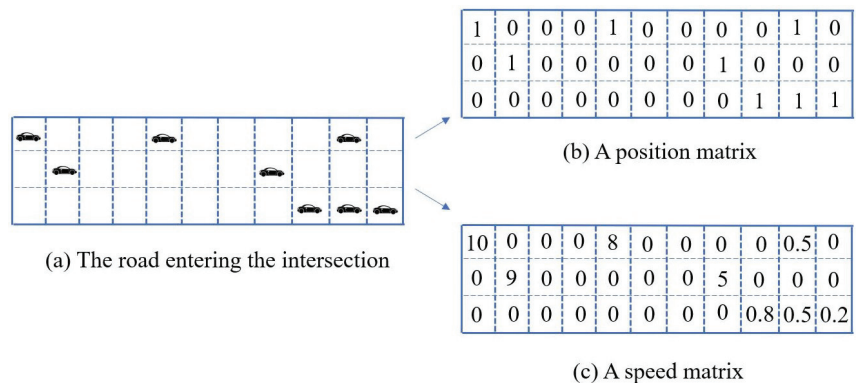 1 0 0 0 1 0 0 0 0 1 0
0 1 0 0 0 0 0 1 0 0 0
0 0 0 0 0 0 0 0 1 1 1
(b) A position matrix
(a) The road entering the intersection
10 0 0 0 8 0 0 0 0 0.5 0
0 9 0 0 0 0 0 5 0 0 0
0 0 0 0 0 0 0 0 0.8 0.5 0.2
(c) A speed matrix